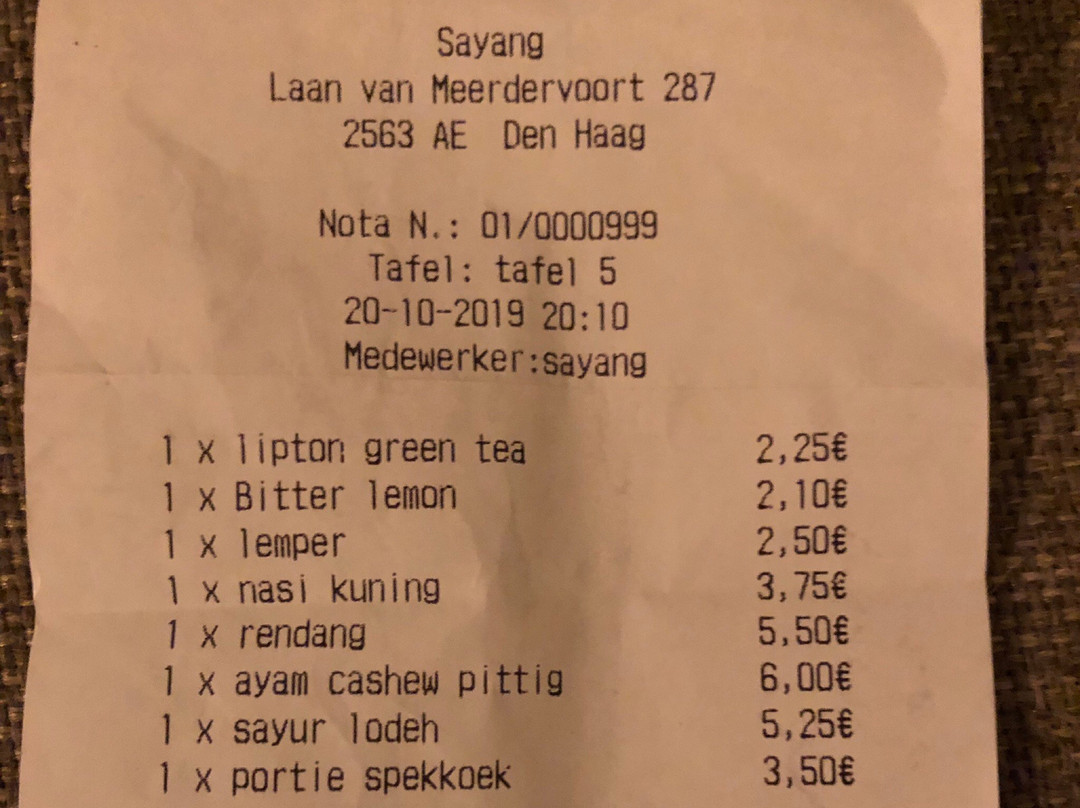 Sayang
Laan van Meerdervoort 287
2563 AE Den Haag
Nota N.: 01/0000999
Tafel: tafel 5
20-10-2019 20:10
Medewerker:sayang
1 x lipton green tea 2,25€
1 x Bitter lemon 2,10€
1 x lemper 2,50€
1 x nasi kuning 3,75€
1 x rendang 5,50€
1 x ayam cashew pittig 6,00€
1 x sayur lodeh 5,25€
1 x portie spekkoek 3,50€